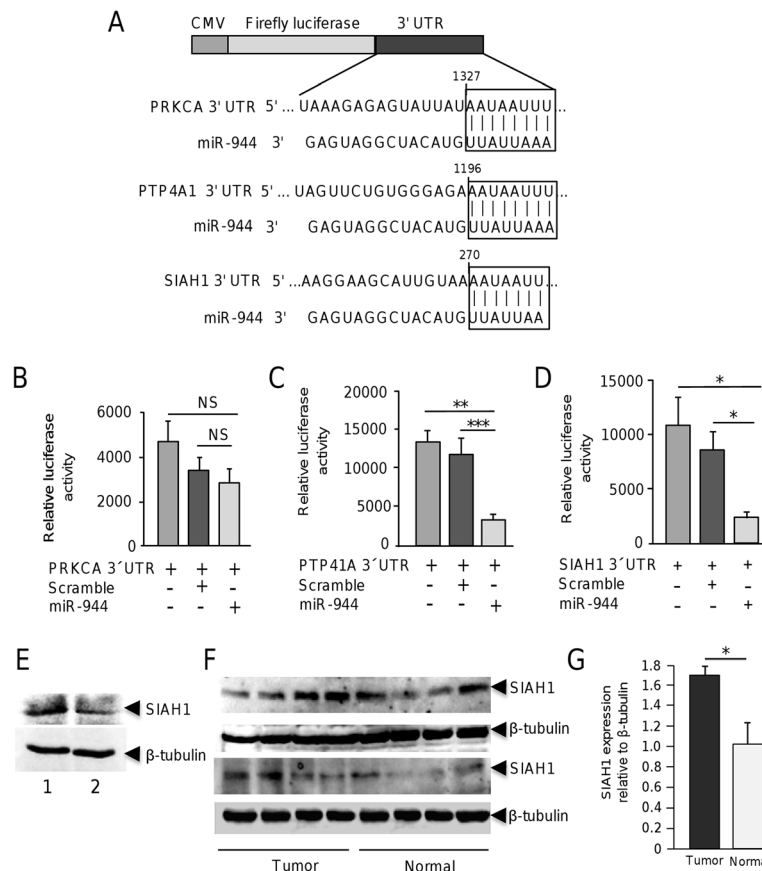 A
CMV Firefly luciferase 3' UTR
1327
PRKCA 3' UTR 5' ... UAAAGAGAGUAUUAUAAUAAUUU...
miR-944 3' GAGUAGGCUACAUGUUAUUAAA
1196
PTP4A1 3' UTR 5' ...UAGUUCUGUGGGAGAAAUAAUUU...
miR-944 3' GAGUAGGCUACAUGUUAUUAAA
270
SIAH1 3' UTR 5' ...AAGGAAGCAUUGUAAAAUAAUU...
miR-944 3' GAGUAGGCUACAUGUUAUUAA
B
Relative luciferase
activity
6000
4000
2000
0
NS
NS
PRKCA 3´UTR + + +
Scramble - + -
miR-944 - - +
C
Relative luciferase
activity
20000
15000
10000
5000
0
**
***
PTP41A 3´UTR + + +
Scramble - + -
miR-944 - - +
D
Relative luciferase
activity
15000
10000
5000
0
*
*
SIAH1 3´UTR + + +
Scramble - + -
miR-944 - - +
E
SIAH1
β-tubulin
1 2
F
SIAH1
β-tubulin
SIAH1
β-tubulin
Tumor Normal
G
SIAH1 expression
relative to β-tubulin
1.8
1.6
1.4
1.2
1.0
0.8
0.6
0.4
0.2
0
*
Tumor Normal